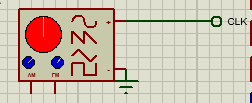 + CLK
AM FM -